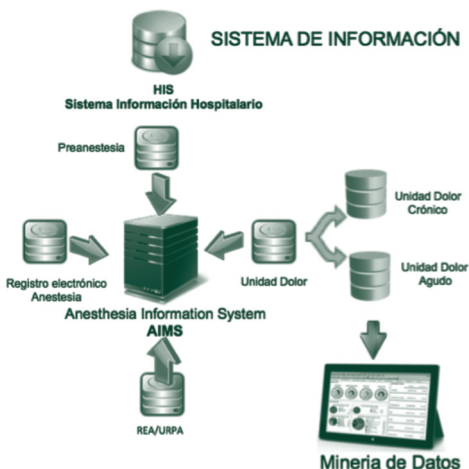 SISTEMA DE INFORMACIÓN
HIS
Sistema Información Hospitalario
Preanestesia
Registro electrónico
Anestesia
Unidad Dolor
Unidad Dolor
Crónico
Unidad Dolor
Agudo
Anesthesia Information System
AIMS
REA/URPA
Mineria de Datos